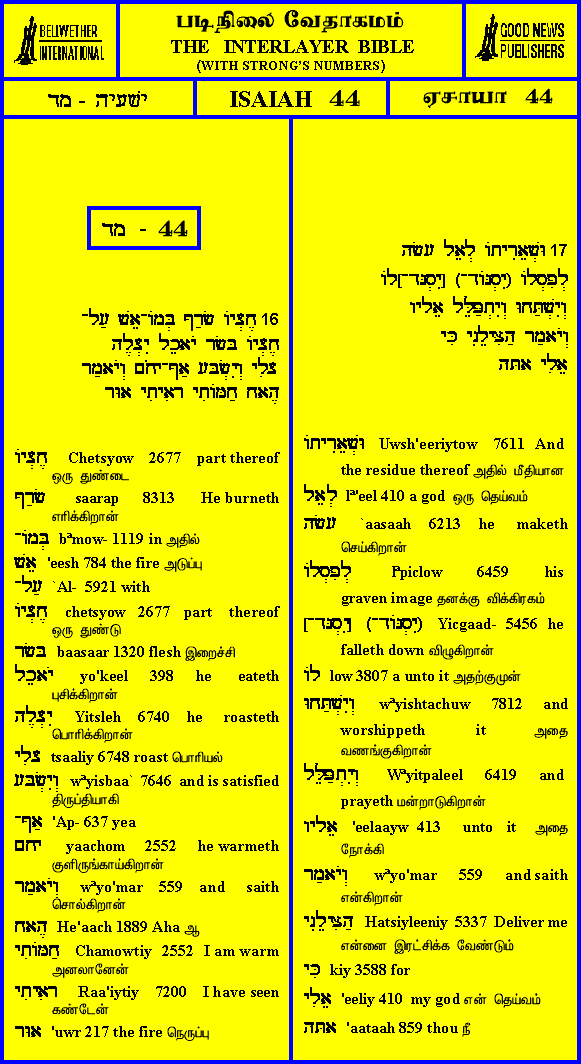 BELLWETHER
INTERNATIONAL
படிநிலை வேதாகமம்
THE INTERLAYER BIBLE
(WITH STRONG'S NUMBERS)
GOOD NEWS
PUBLISHERS
ישעיה - מד
ISAIAH 44
ஏசாயா 44
מד - 44
16 חֶצְיוֹ שָׂרַף בְּמוֹ־אֵשׁ עַל־
חֶצְיוֹ בָּשָׂר יֹאכֵל יִצְלֶה
צָלִי וְיִשְׂבָּע אַף־יָחֹם וְיֹאמַר
הֶאָח חַמּוֹתִי רָאִיתִי אוּר
חֶצְיוֹ Chetsyow 2677 part thereof
ஒரு துண்டை
שָׂרַף saarap 8313 He burneth
எரிக்கிறான்
בְּמוֹ־ bªmow- 1119 in அதில்
אֵשׁ 'eesh 784 the fire அடுப்பு
עַל־ `Al- 5921 with
חֶצְיוֹ chetsyow 2677 part thereof
ஒரு துண்டு
בָּשָׂר baasaar 1320 flesh இறைச்சி
יֹאכֵל yo'keel 398 he eateth
புசிக்கிறான்
יִצְלֶה Yitsleh 6740 he roasteth
பொரிக்கிறான்
צָלִי tsaaliy 6748 roast பொரியல்
וְיִשְׂבָּע wªyisbaa` 7646 and is satisfied
திருப்தியாகி
אַף־ 'Ap- 637 yea
יָחֹם yaachom 2552 he warmeth
குளிருங்காய்கிறான்
וְיֹאמַר wªyo'mar 559 and saith
சொல்கிறான்
הֶאָח He'aach 1889 Aha ஆ
חַמּוֹתִי Chamowtiy 2552 I am warm
அனலானேன்
רָאִיתִי Raa'iytiy 7200 I have seen
கண்டேன்
אוּר 'uwr 217 the fire நெருப்பு
17 וּשְׁאֵרִיתוֹ לְאֵל עָשָׂה
לְפִסְלוֹ (יִסְגּוֹד־) [יִסְגָּד־]לוֹ
וְיִשְׁתַּחוּ וְיִתְפַּלֵּל אֵלָיו
וְיֹאמַר הַצִּילֵנִי כִּי
אֵלִי אָתָּה
וּשְׁאֵרִיתוֹ Uwsh'eeriytow 7611 And
the residue thereof அதில் மீதியான
לְאֵל lª'eel 410 a god ஒரு தெய்வம்
עָשָׂה `aasaah 6213 he maketh
செய்கிறான்
לְפִסְלוֹ lªpiclow 6459 his
graven image தனக்கு விக்கிரகம்
(יִסְגּוֹד־) [יִסְגָּד־] Yicgaad- 5456 he
falleth down விழுகிறான்
לוֹ low 3807 a unto it அதற்குமுன்
וְיִשְׁתַּחוּ wªyishtachuw 7812 and
worshippeth it அதை
வணங்குகிறான்
וְיִתְפַּלֵּל Wªyitpaleel 6419 and
prayeth மன்றாடுகிறான்
אֵלָיו 'eelaayw 413 unto it அதை
நோக்கி
וְיֹאמַר wªyo'mar 559 and saith
என்கிறான்
הַצִּילֵנִי Hatsiyleeniy 5337 Deliver me
என்னை இரட்சிக்க வேண்டும்
כִּי kiy 3588 for
אֵלִי 'eeliy 410 my god என் தெய்வம்
אָתָּה 'aataah 859 thou நீ